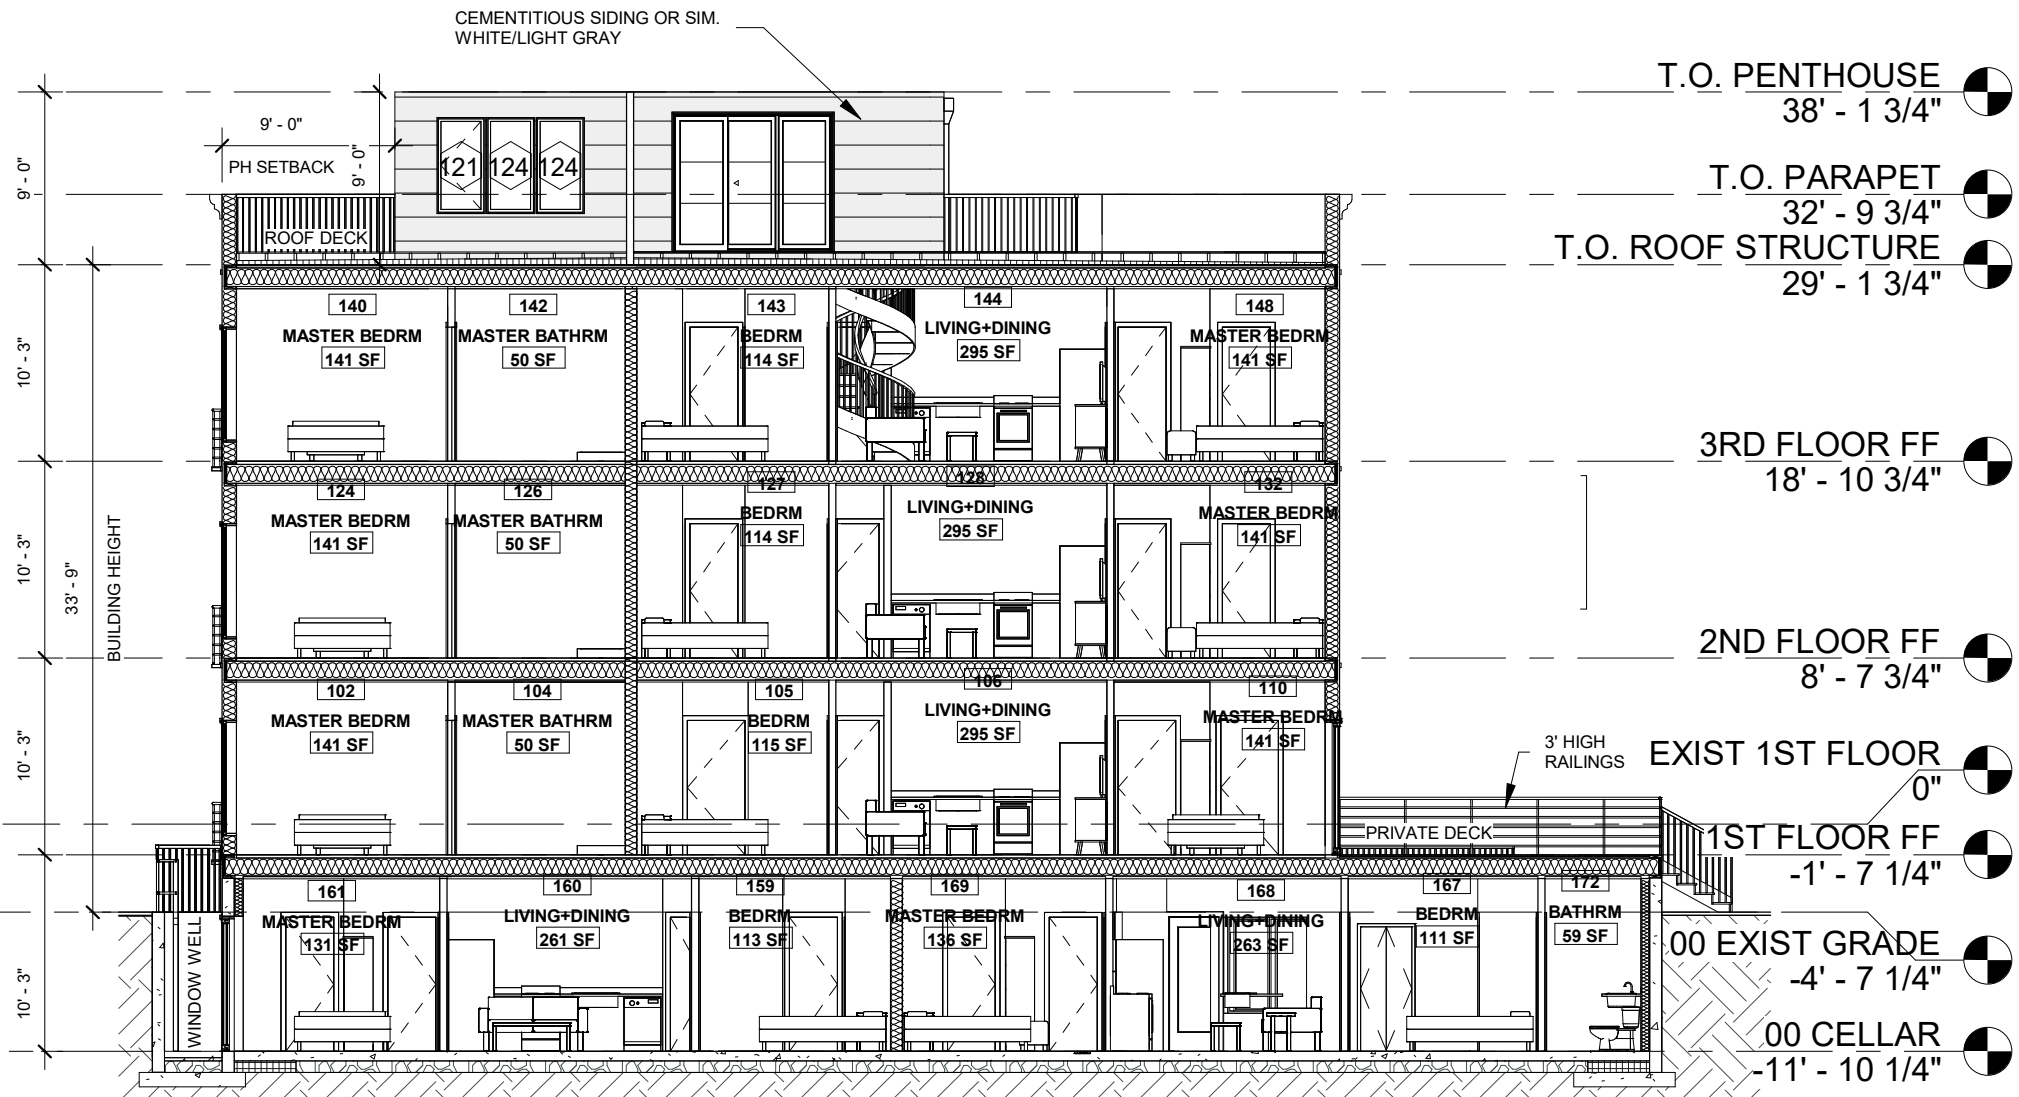 CEMENTITIOUS SIDING OR SIM.
WHITE/LIGHT GRAY
T.O. PENTHOUSE
38' - 1 3/4"
9' - 0"
PH SETBACK
9' - 0"
9' - 0"
121
124
124
T.O. PARAPET
32' - 9 3/4"
ROOF DECK
T.O. ROOF STRUCTURE
29' - 1 3/4"
10' - 3"
140
MASTER BEDRM
141 SF
142
MASTER BATHRM
50 SF
143
BEDRM
114 SF
144
LIVING+DINING
295 SF
148
MASTER BEDRM
141 SF
3RD FLOOR FF
18' - 10 3/4"
10' - 3"
33' - 9"
BUILDING HEIGHT
124
MASTER BEDRM
141 SF
126
MASTER BATHRM
50 SF
127
BEDRM
114 SF
128
LIVING+DINING
295 SF
132
MASTER BEDRM
141 SF
2ND FLOOR FF
8' - 7 3/4"
10' - 3"
102
MASTER BEDRM
141 SF
104
MASTER BATHRM
50 SF
105
BEDRM
115 SF
106
LIVING+DINING
295 SF
110
MASTER BEDRM
141 SF
3' HIGH
RAILINGS
EXIST 1ST FLOOR
0"
PRIVATE DECK
1ST FLOOR FF
-1' - 7 1/4"
10' - 3"
WINDOW WELL
161
MASTER BEDRM
131 SF
160
LIVING+DINING
261 SF
159
BEDRM
113 SF
169
MASTER BEDRM
136 SF
168
LIVING+DINING
263 SF
167
BEDRM
111 SF
172
BATHRM
59 SF
00 EXIST GRADE
-4' - 7 1/4"
00 CELLAR
-11' - 10 1/4"